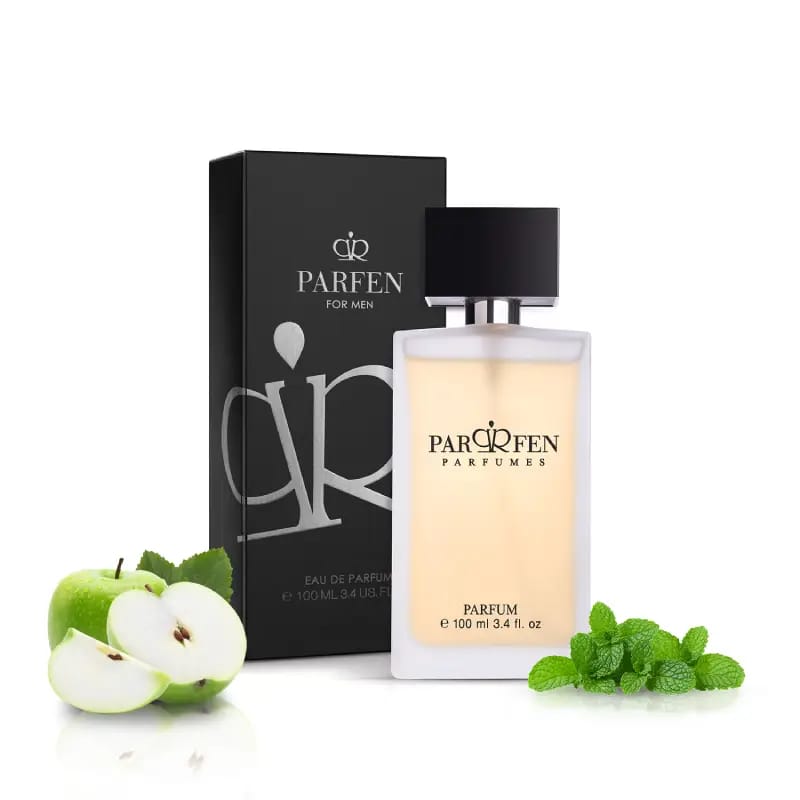 PARFEN
FOR MEN
EAU DE PARFUM
℮ 100 ML 3.4 US.FL
PARFEN
PARFUMES
PARFUM
℮ 100 ml 3.4 fl. oz